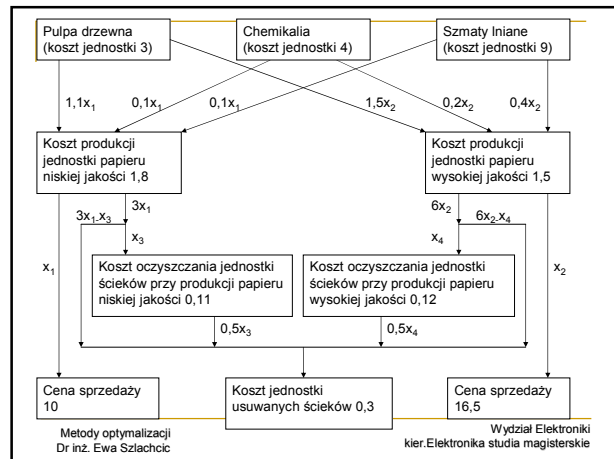 Pulpa drzewna
(koszt jednostki 3)
Chemikalia
(koszt jednostki 4)
Szmaty lniane
(koszt jednostki 9)
1,1x₁
0,1x₁
0,1x₁
1,5x₂
0,2x₂
0,4x₂
Koszt produkcji
jednostki papieru
niskiej jakości 1,8
Koszt produkcji
jednostki papieru
wysokiej jakości 1,5
3x₁
3x₁-x₃
x₃
6x₂
6x₂-x₄
x₄
x₁
x₂
Koszt oczyszczania jednostki
ścieków przy produkcji papieru
niskiej jakości 0,11
Koszt oczyszczania jednostki
ścieków przy produkcji papieru
wysokiej jakości 0,12
0,5x₃
0,5x₄
Cena sprzedaży
10
Koszt jednostki
usuwanych ścieków 0,3
Cena sprzedaży
16,5
Metody optymalizacji
Dr inż. Ewa Szlachcic
Wydział Elektroniki
kier.Elektronika studia magisterskie